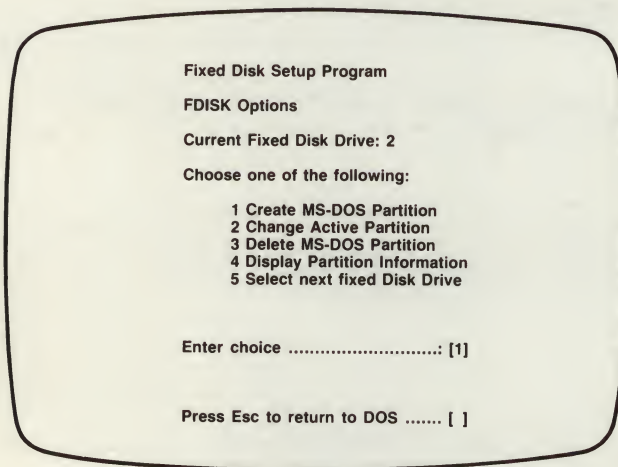 Fixed Disk Setup Program
FDISK Options
Current Fixed Disk Drive: 2
Choose one of the following:
1 Create MS-DOS Partition
2 Change Active Partition
3 Delete MS-DOS Partition
4 Display Partition Information
5 Select next fixed Disk Drive
Enter choice ............................: [1]
Press Esc to return to DOS ....... [ ]